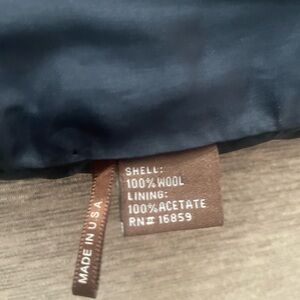 MADE IN U.S.A.
SHELL:
100% WOOL
LINING:
100% ACETATE
RN# 16859